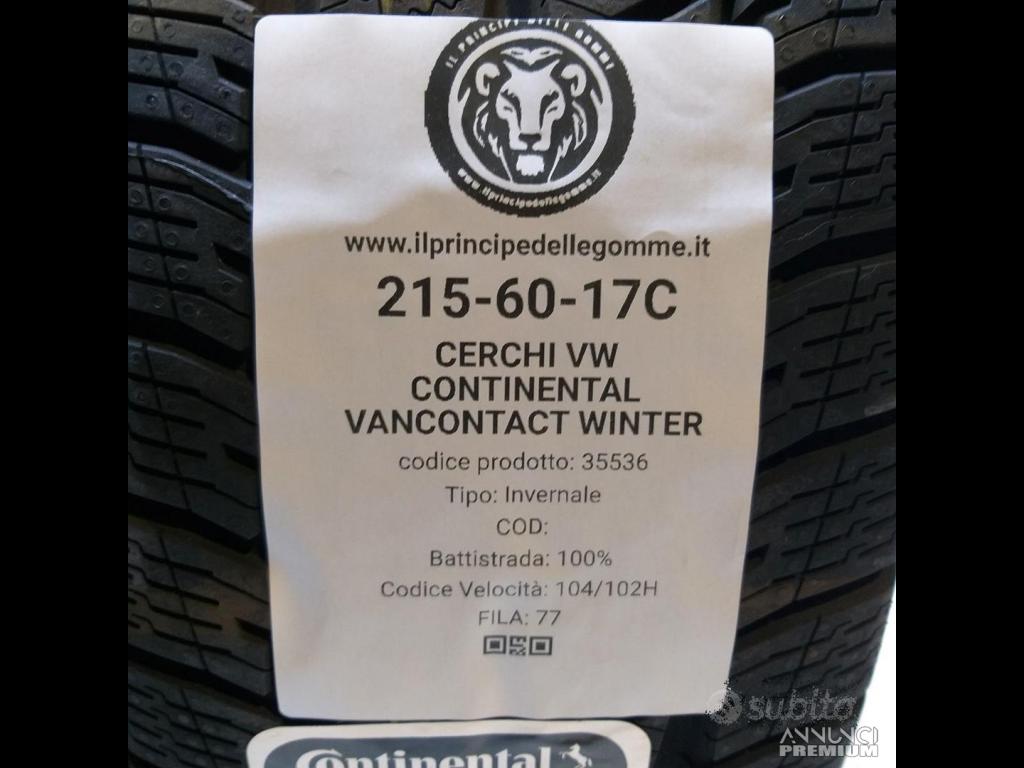 IL PRINCIPE DELLE GOMME
www.ilprincipedellegomme.it
www.ilprincipedellegomme.it
215-60-17C
CERCHI VW
CONTINENTAL
VANCONTACT WINTER
codice prodotto: 35536
Tipo: Invernale
COD:
Battistrada: 100%
Codice Velocità: 104/102H
FILA: 77
Continental
subito
ANNUNCI
PREMIUM